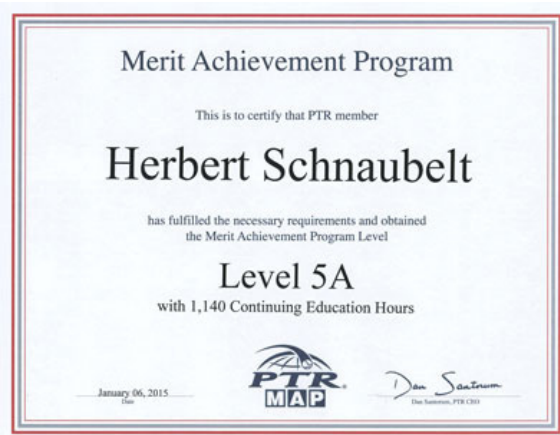 Merit Achievement Program
This is to certify that PTR member
Herbert Schnaubelt
has fulfilled the necessary requirements and obtained
the Merit Achievement Program Level
Level 5A
with 1,140 Continuing Education Hours
PTR
MAP
January 06, 2015
Date
Dan Santorum
Dan Santorum, PTR CEO